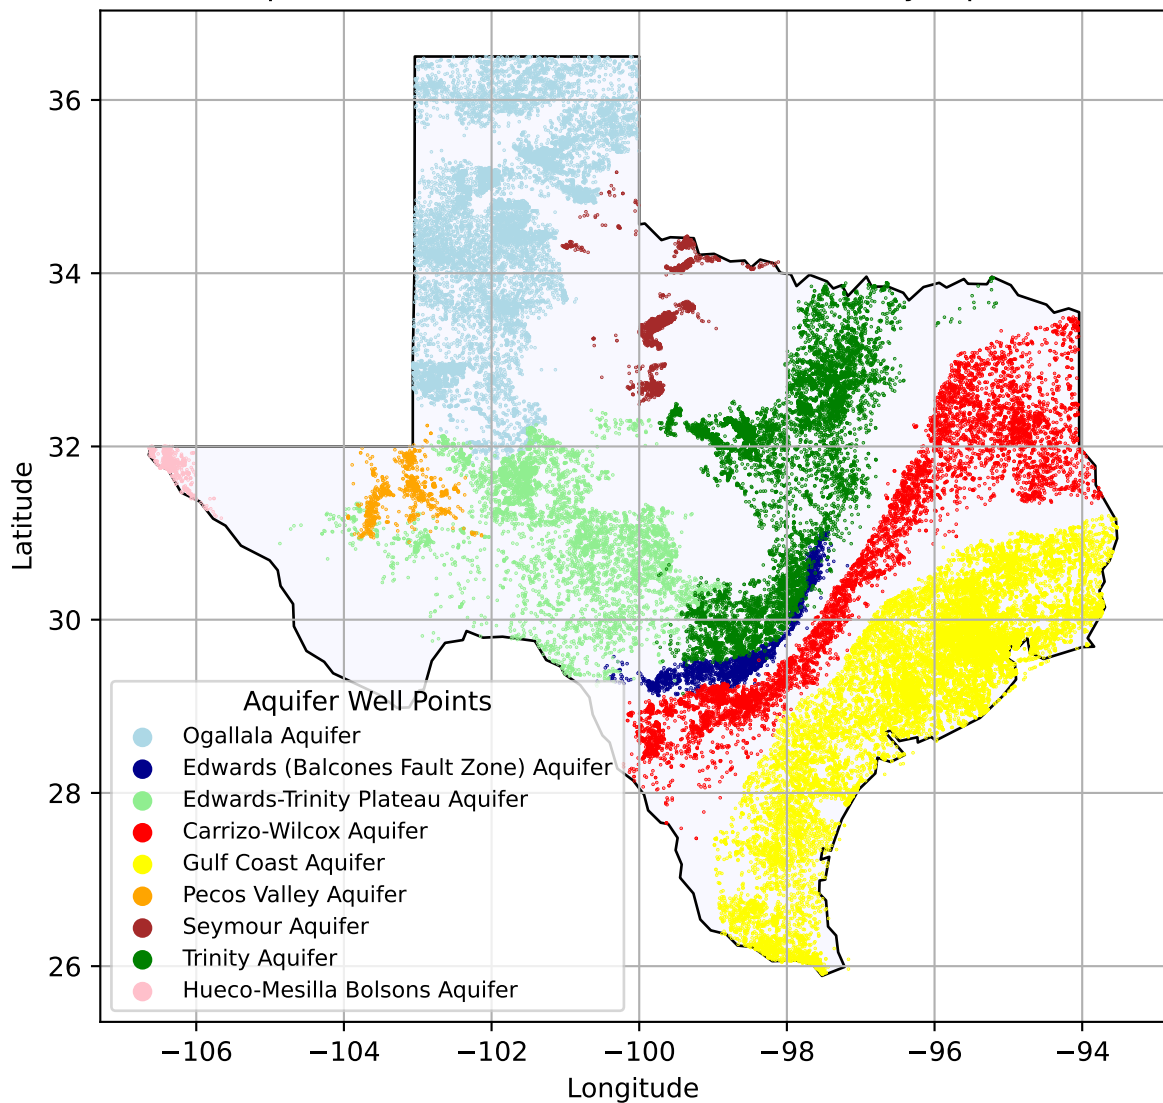 36
34
32
30
28
26
Latitude
Aquifer Well Points
Ogallala Aquifer
Edwards (Balcones Fault Zone) Aquifer
Edwards-Trinity Plateau Aquifer
Carrizo-Wilcox Aquifer
Gulf Coast Aquifer
Pecos Valley Aquifer
Seymour Aquifer
Trinity Aquifer
Hueco-Mesilla Bolsons Aquifer
−106 −104 −102 −100 −98 −96 −94
Longitude